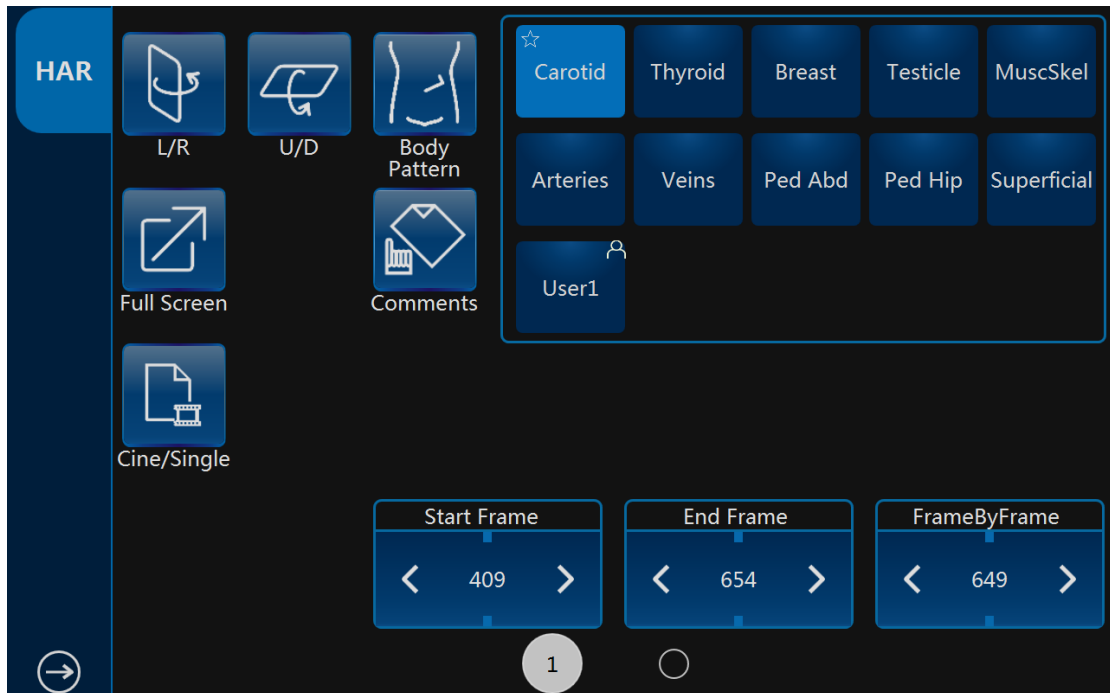 HAR
L/R
U/D
Body
Pattern
Full Screen
Comments
Cine/Single
Carotid
Thyroid
Breast
Testicle
MuscSkel
Arteries
Veins
Ped Abd
Ped Hip
Superficial
User1
Start Frame
409
End Frame
654
FrameByFrame
649
1